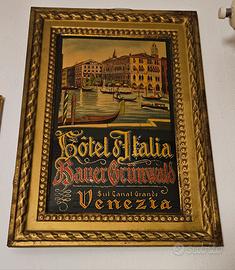 Hôtel d'Italia
Bauer Grünwald
Sul Canal Grande
Venezia